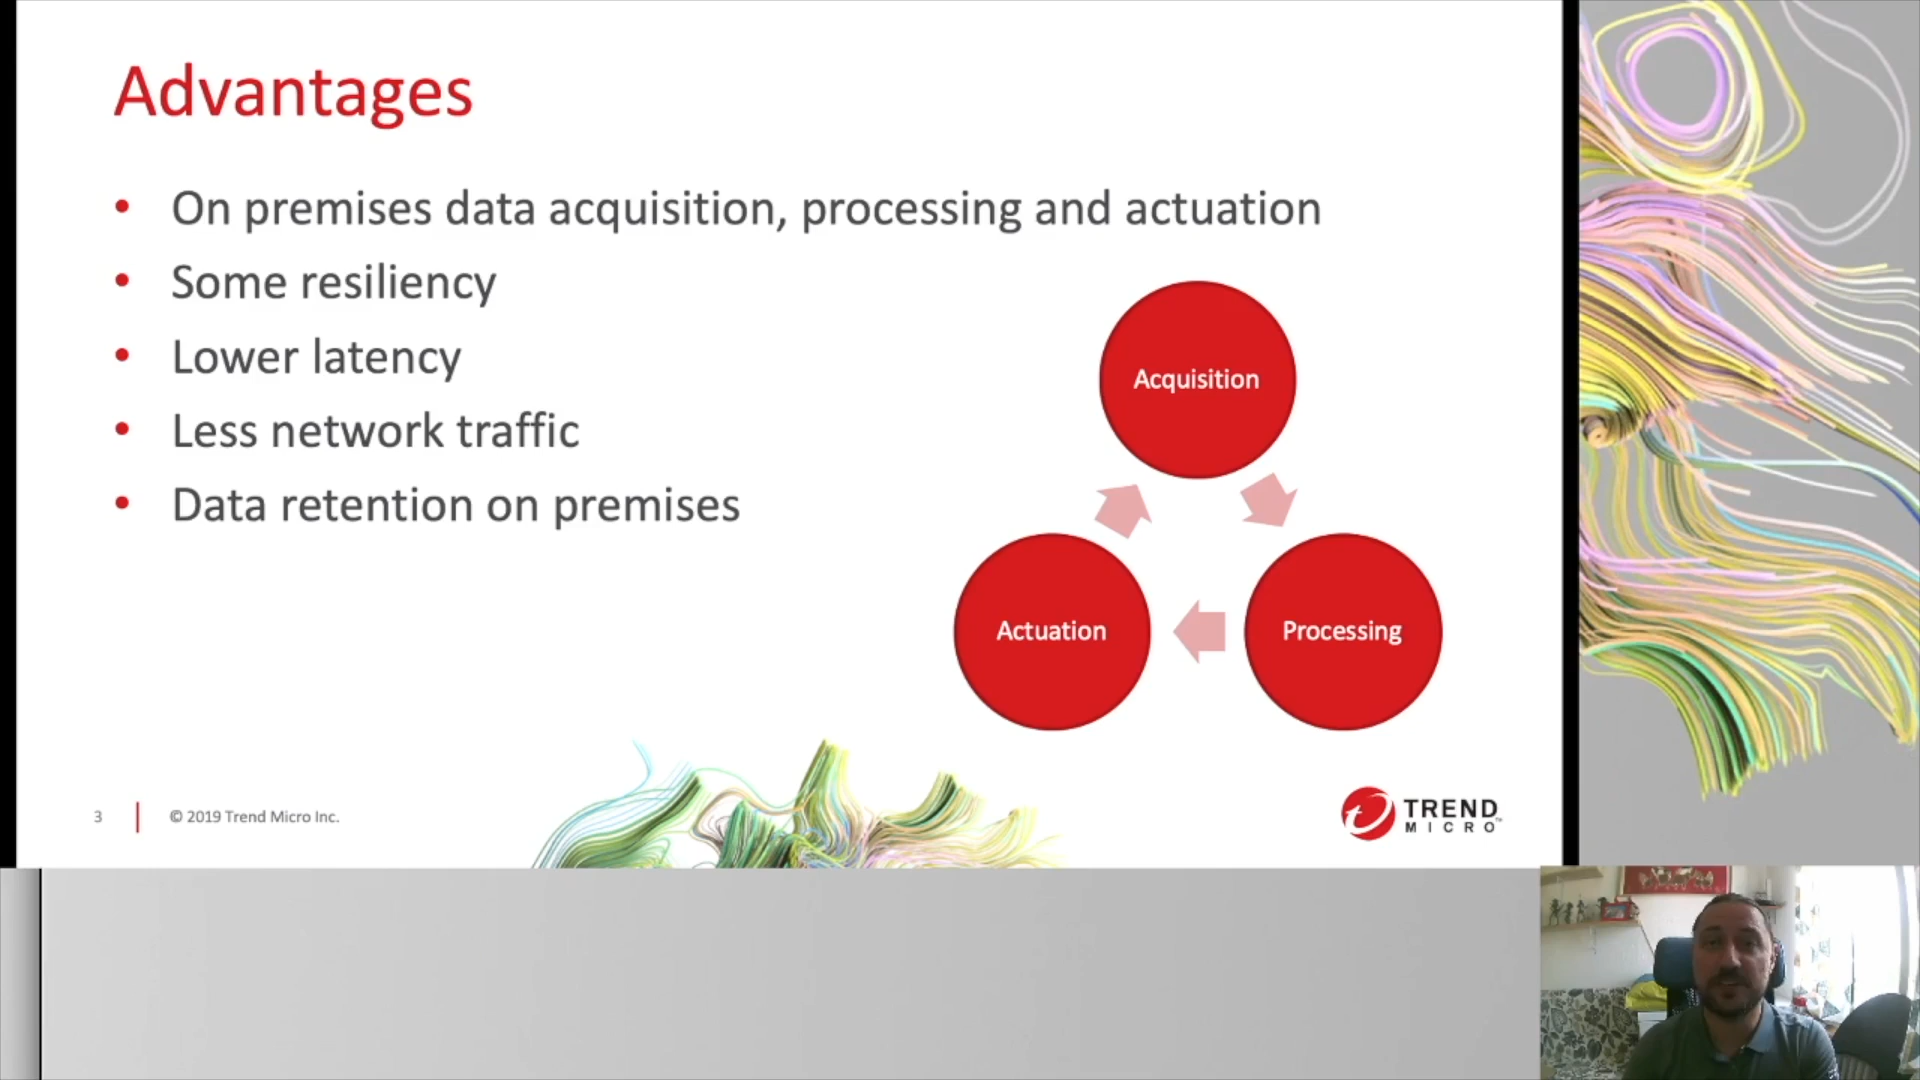 Advantages
• On premises data acquisition, processing and actuation
• Some resiliency
• Lower latency
• Less network traffic
• Data retention on premises
Acquisition
Actuation
Processing
3
© 2019 Trend Micro Inc.
TREND
MICRO™